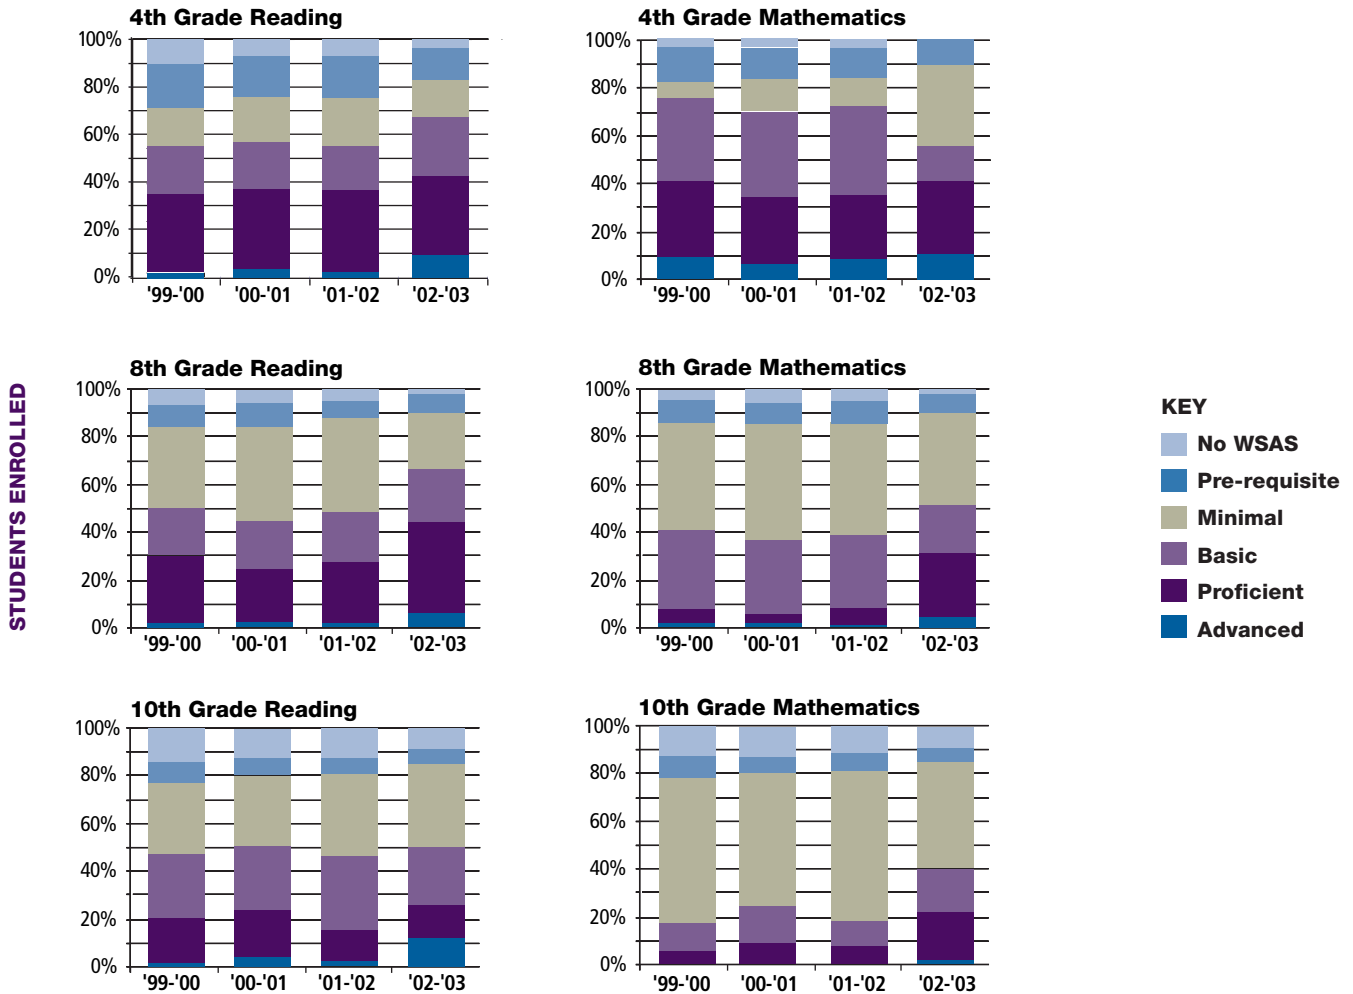 4th Grade Reading
100%
80%
60%
40%
20%
0%
'99-'00 '00-'01 '01-'02 '02-'03
4th Grade Mathematics
100%
80%
60%
40%
20%
0%
'99-'00 '00-'01 '01-'02 '02-'03
STUDENTS ENROLLED
8th Grade Reading
100%
80%
60%
40%
20%
0%
'99-'00 '00-'01 '01-'02 '02-'03
8th Grade Mathematics
100%
80%
60%
40%
20%
0%
'99-'00 '00-'01 '01-'02 '02-'03
KEY
No WSAS
Pre-requisite
Minimal
Basic
Proficient
Advanced
10th Grade Reading
100%
80%
60%
40%
20%
0%
'99-'00 '00-'01 '01-'02 '02-'03
10th Grade Mathematics
100%
80%
60%
40%
20%
0%
'99-'00 '00-'01 '01-'02 '02-'03